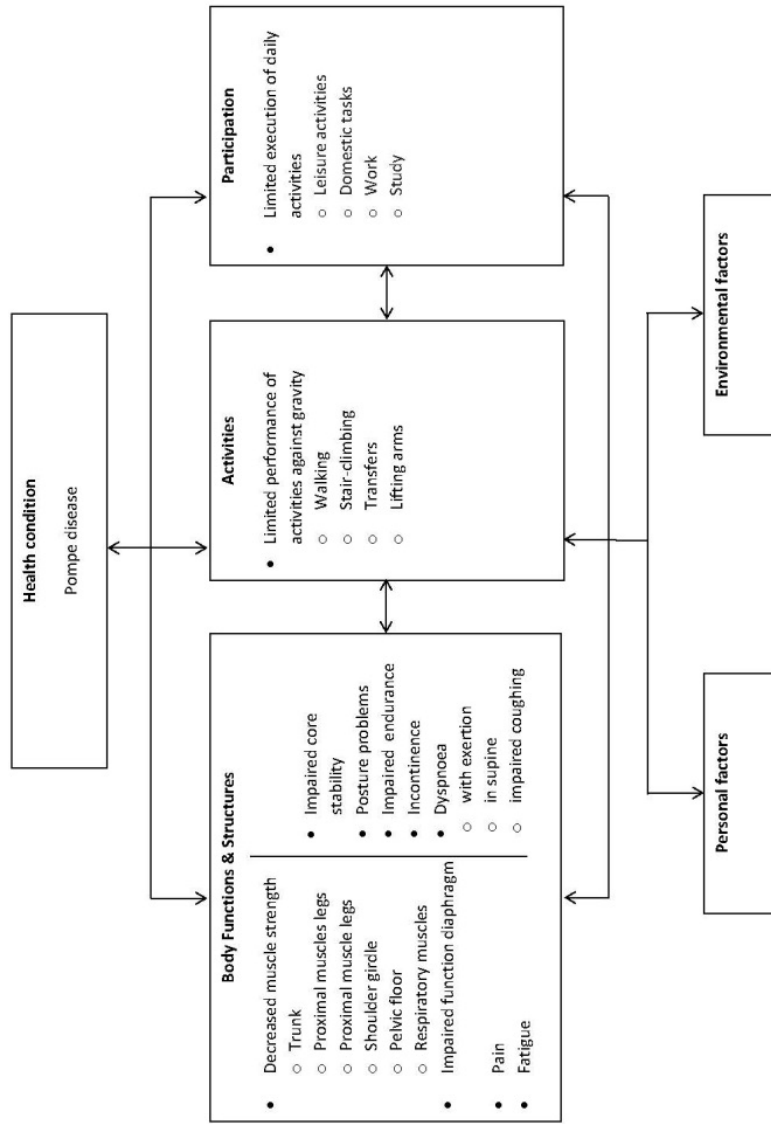 Health condition
Pompe disease
Body Functions & Structures
• Decreased muscle strength
○ Trunk
○ Proximal muscles legs
○ Proximal muscle legs
○ Shoulder girdle
○ Pelvic floor
○ Respiratory muscles
• Impaired function diaphragm
• Pain
• Fatigue
• Impaired core
stability
• Posture problems
• Impaired endurance
• Incontinence
• Dyspnoea
○ with exertion
○ in supine
○ impaired coughing
Activities
• Limited performance of
activities against gravity
○ Walking
○ Stair-climbing
○ Transfers
○ Lifting arms
Participation
• Limited execution of daily
activities
○ Leisure activities
○ Domestic tasks
○ Work
○ Study
Personal factors
Environmental factors